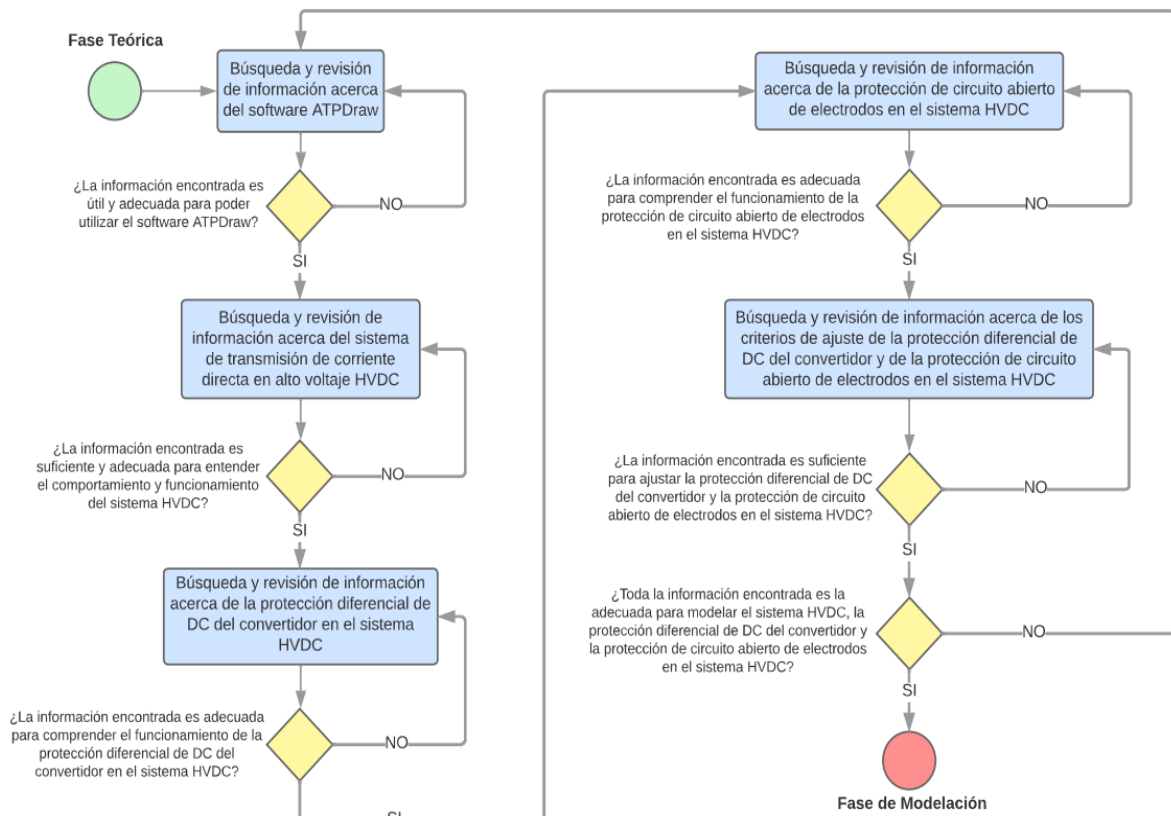 Fase Teórica
Búsqueda y revisión
de información acerca
del software ATPDraw
¿La información encontrada es
útil y adecuada para poder
utilizar el software ATPDraw?
NO
SI
Búsqueda y revisión de
información acerca del sistema
de transmisión de corriente
directa en alto voltaje HVDC
¿La información encontrada es
suficiente y adecuada para entender
el comportamiento y funcionamiento
del sistema HVDC?
NO
SI
Búsqueda y revisión de información
acerca de la protección diferencial de
DC del convertidor en el sistema
HVDC
¿La información encontrada es adecuada
para comprender el funcionamiento de la
protección diferencial de DC del
convertidor en el sistema HVDC?
NO
SI
Búsqueda y revisión de información
acerca de la protección de circuito abierto
de electrodos en el sistema HVDC
¿La información encontrada es adecuada
para comprender el funcionamiento de la
protección de circuito abierto de electrodos
en el sistema HVDC?
NO
SI
Búsqueda y revisión de información acerca de los
criterios de ajuste de la protección diferencial de
DC del convertidor y de la protección de circuito
abierto de electrodos en el sistema HVDC
¿La información encontrada es suficiente
para ajustar la protección diferencial de DC
del convertidor y la protección de circuito
abierto de electrodos en el sistema HVDC?
NO
SI
¿Toda la información encontrada es la
adecuada para modelar el sistema HVDC, la
protección diferencial de DC del convertidor y
la protección de circuito abierto de electrodos
en el sistema HVDC?
NO
SI
Fase de Modelación